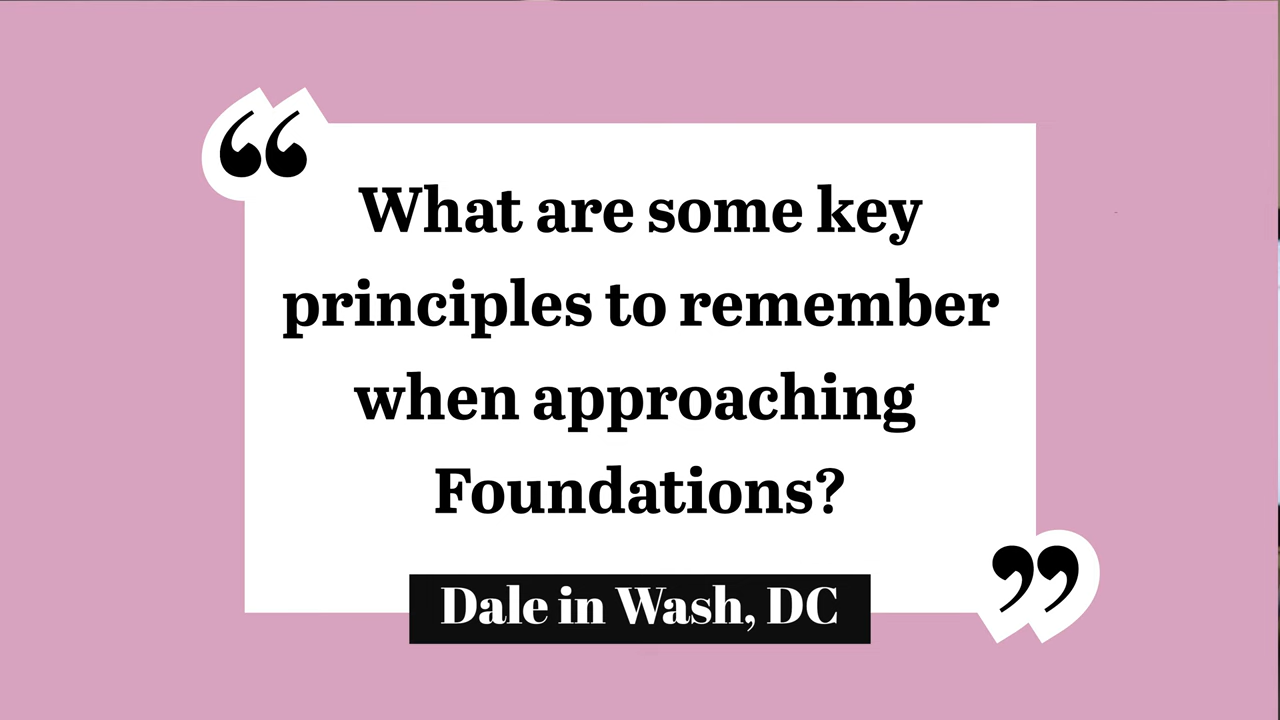 “
What are some key
principles to remember
when approaching
Foundations?
”
Dale in Wash, DC